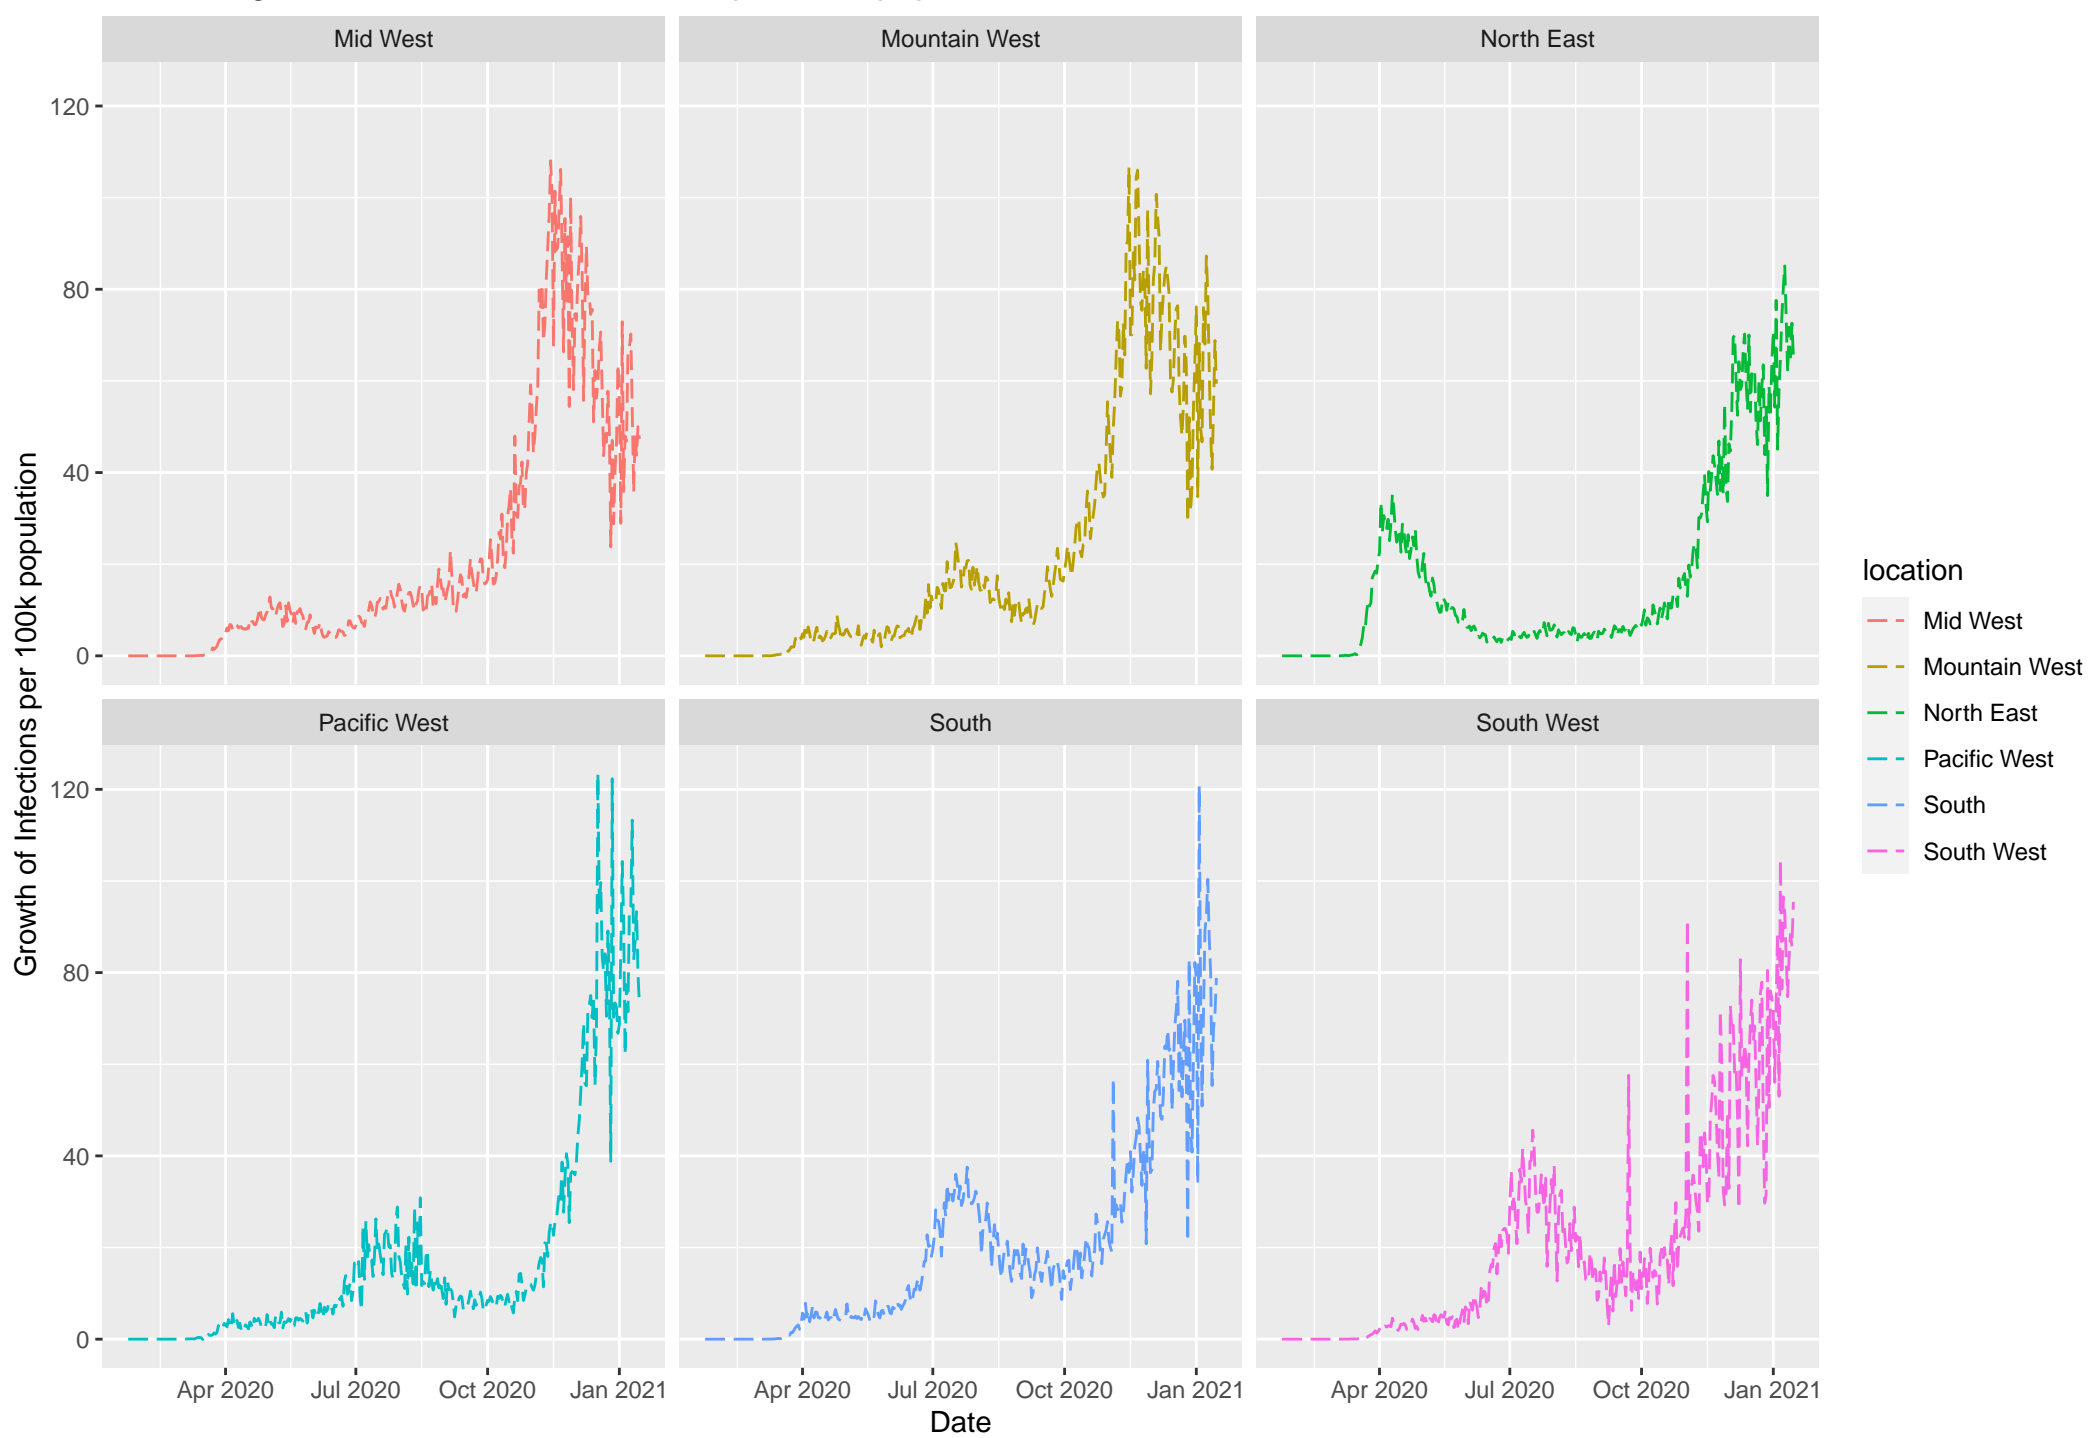 Mid West
Mountain West
North East
120
80
40
0
Pacific West
South
South West
120
80
40
0
Apr 2020
Jul 2020
Oct 2020
Jan 2021
Apr 2020
Jul 2020
Oct 2020
Jan 2021
Apr 2020
Jul 2020
Oct 2020
Jan 2021
Date
Growth of Infections per 100k population
location
Mid West
Mountain West
North East
Pacific West
South
South West